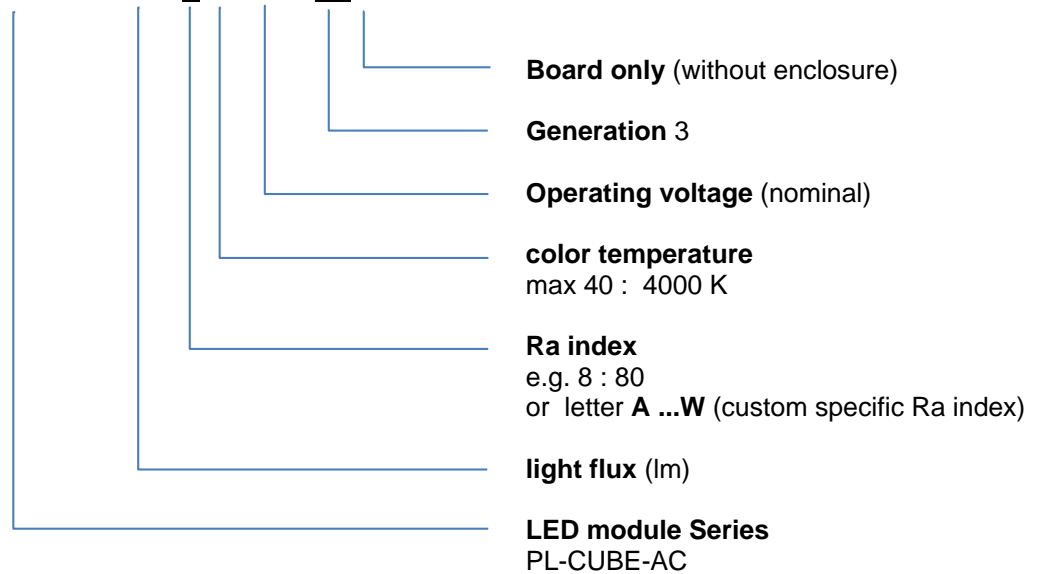 Board only (without enclosure)
Generation 3
Operating voltage (nominal)
color temperature
max 40 : 4000 K
Ra index
e.g. 8 : 80
or letter A ...W (custom specific Ra index)
light flux (lm)
LED module Series
PL-CUBE-AC